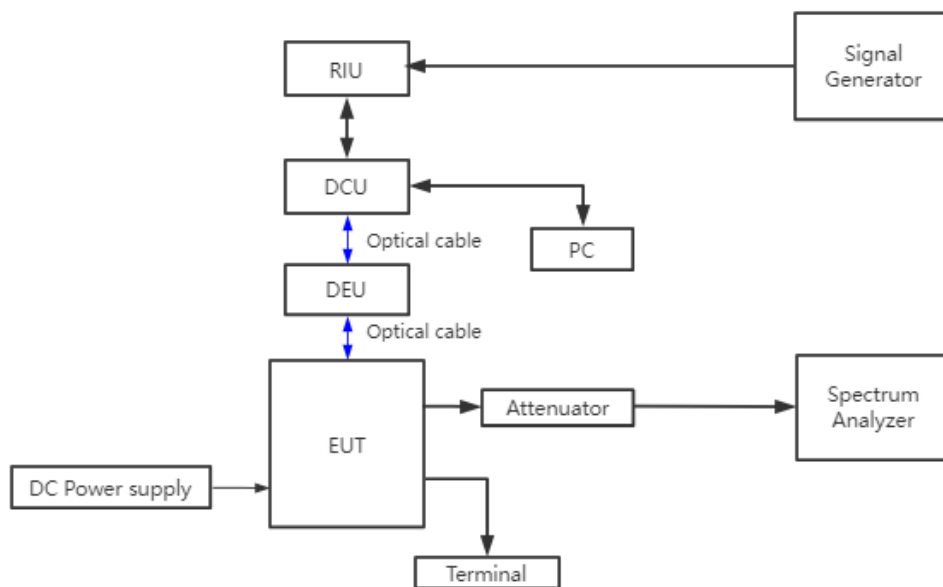 RIU
Signal
Generator
DCU
Optical cable
PC
DEU
Optical cable
EUT
Attenuator
Spectrum
Analyzer
DC Power supply
Terminal